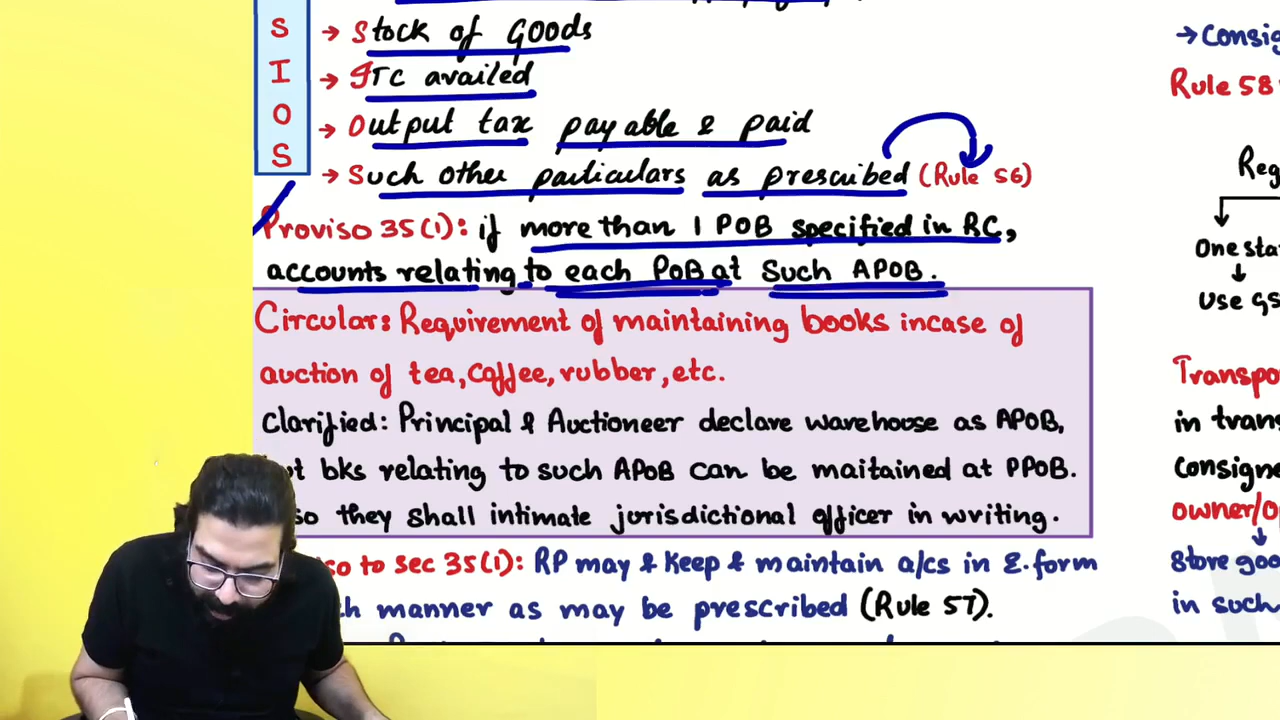 S → Stock of Goods
I → ITC availed
O → Output tax payable & paid
S → Such other particulars as prescribed (Rule 56)
Proviso 35(1): if more than 1 POB specified in RC,
accounts relating to each POB at Such APOB.
Circular: Requirement of maintaining books incase of
auction of tea, Coffee, rubber, etc.
Clarified: Principal & Auctioneer declare warehouse as APOB,
bks relating to such APOB can be maitained at PPOB.
so they shall intimate jurisdictional officer in writing.
to sec 35(1): RP may & Keep & maintain a/cs in E.form
manner as may be prescribed (Rule 57).
→ Consig
Rule 58
Reg
One sta
Use GS
Transpo
in trans
Consigne
owner/op
Store goo
in such